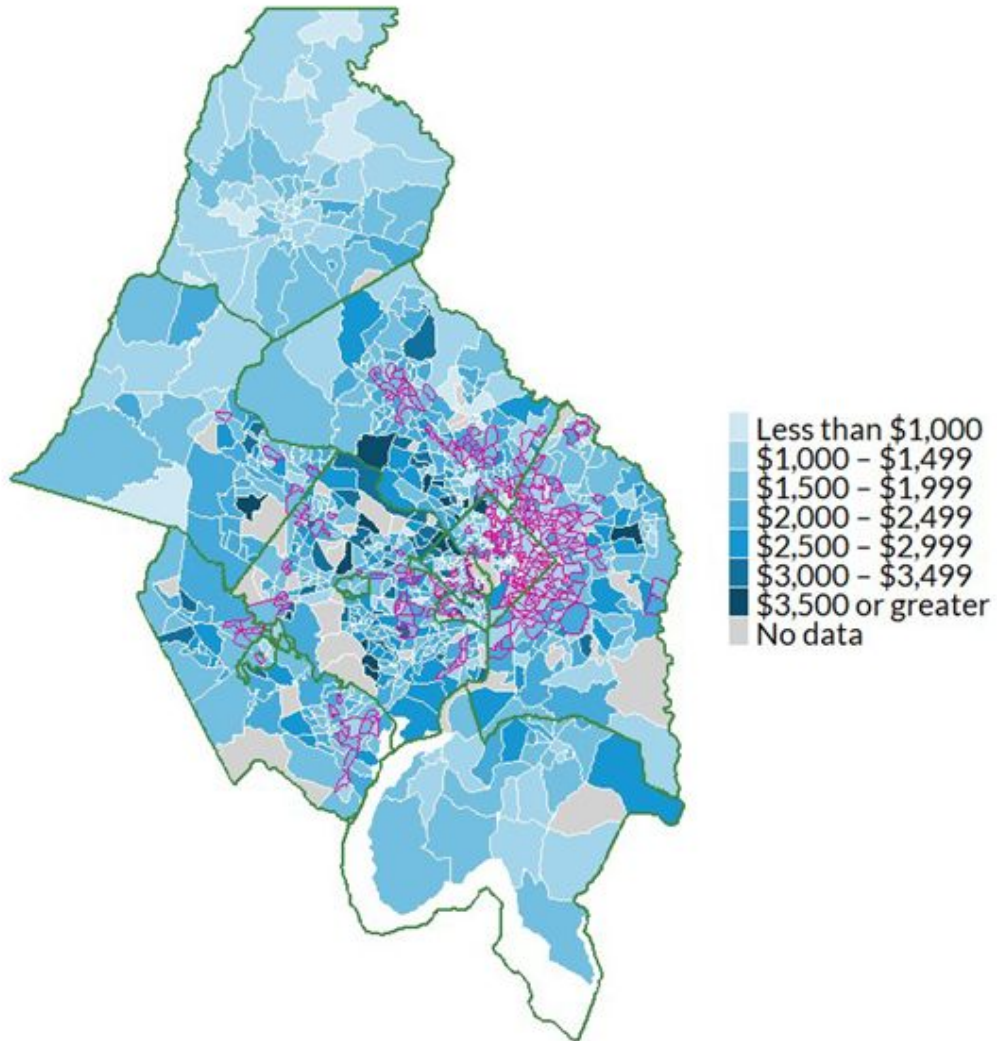 Less than $1,000
$1,000 – $1,499
$1,500 – $1,999
$2,000 – $2,499
$2,500 – $2,999
$3,000 – $3,499
$3,500 or greater
No data